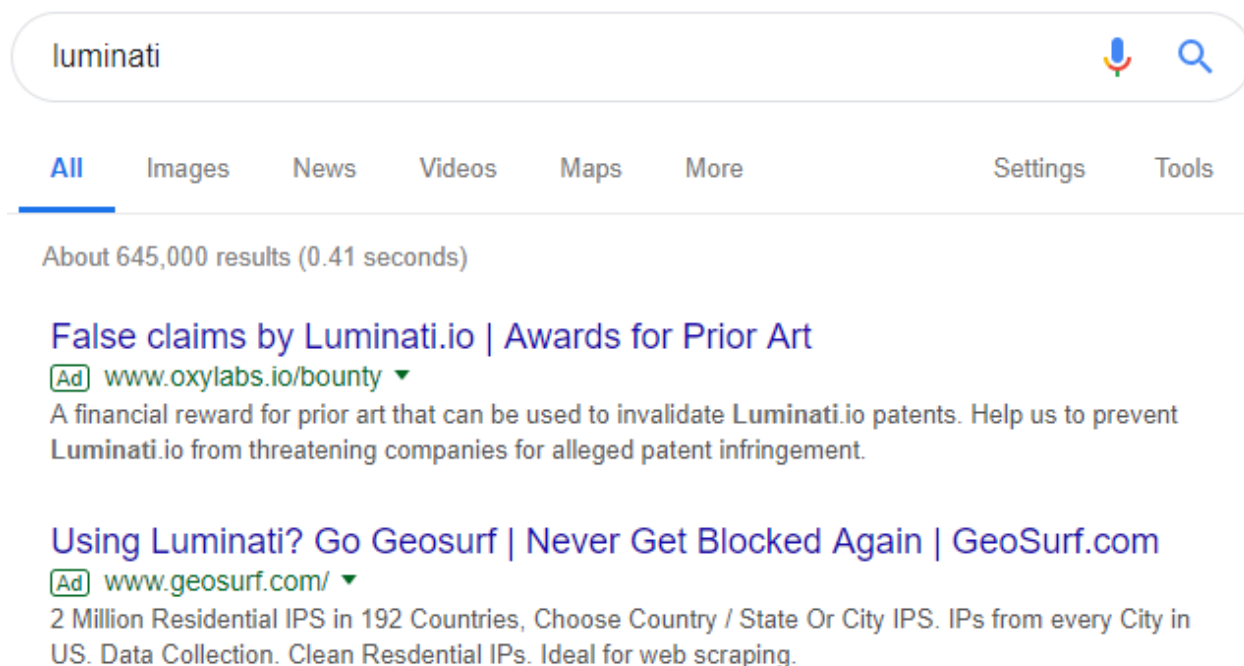 luminati
All Images News Videos Maps More Settings Tools
About 645,000 results (0.41 seconds)
False claims by Luminati.io | Awards for Prior Art
Ad www.oxylabs.io/bounty
A financial reward for prior art that can be used to invalidate Luminati.io patents. Help us to prevent
Luminati.io from threatening companies for alleged patent infringement.
Using Luminati? Go Geosurf | Never Get Blocked Again | GeoSurf.com
Ad www.geosurf.com/
2 Million Residential IPS in 192 Countries, Choose Country / State Or City IPS. IPs from every City in
US. Data Collection. Clean Resdential IPs. Ideal for web scraping.